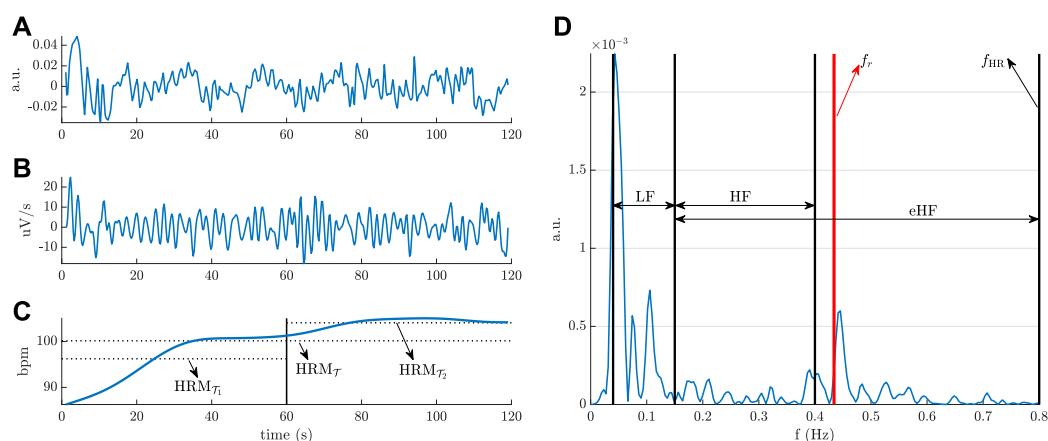 A
0.04
0.02
0
-0.02
a.u.
0 20 40 60 80 100 120
B
20
10
0
-10
uV/s
0 20 40 60 80 100 120
C
100
90
bpm
HRM𝒯₁
HRM𝒯
HRM𝒯₂
0 20 40 60 80 100 120
time (s)
D
×10⁻³
2
1.5
1
0.5
0
a.u.
fᵣ
f_HR
LF
HF
eHF
0 0.1 0.2 0.3 0.4 0.5 0.6 0.7 0.8
f (Hz)